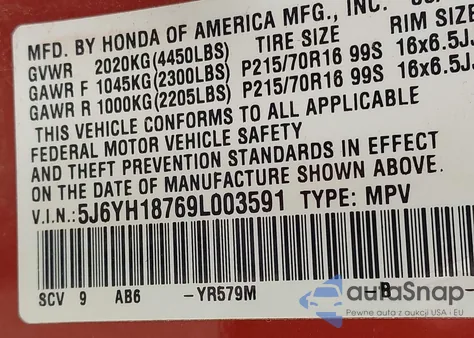 MFD. BY HONDA OF AMERICA MFG., INC.
TIRE SIZE RIM SIZE
GVWR 2020KG(4450LBS)
GAWR F 1045KG(2300LBS) P215/70R16 99S 16x6.5J
GAWR R 1000KG(2205LBS) P215/70R16 99S 16x6.5J
THIS VEHICLE CONFORMS TO ALL APPLICABLE
FEDERAL MOTOR VEHICLE SAFETY
AND THEFT PREVENTION STANDARDS IN EFFECT
ON THE DATE OF MANUFACTURE SHOWN ABOVE.
V.I.N.:5J6YH18769L003591 TYPE: MPV
SCV 9 AB6 -YR579M -B
autoSnap
Pewne auta z aukcji USA i EU